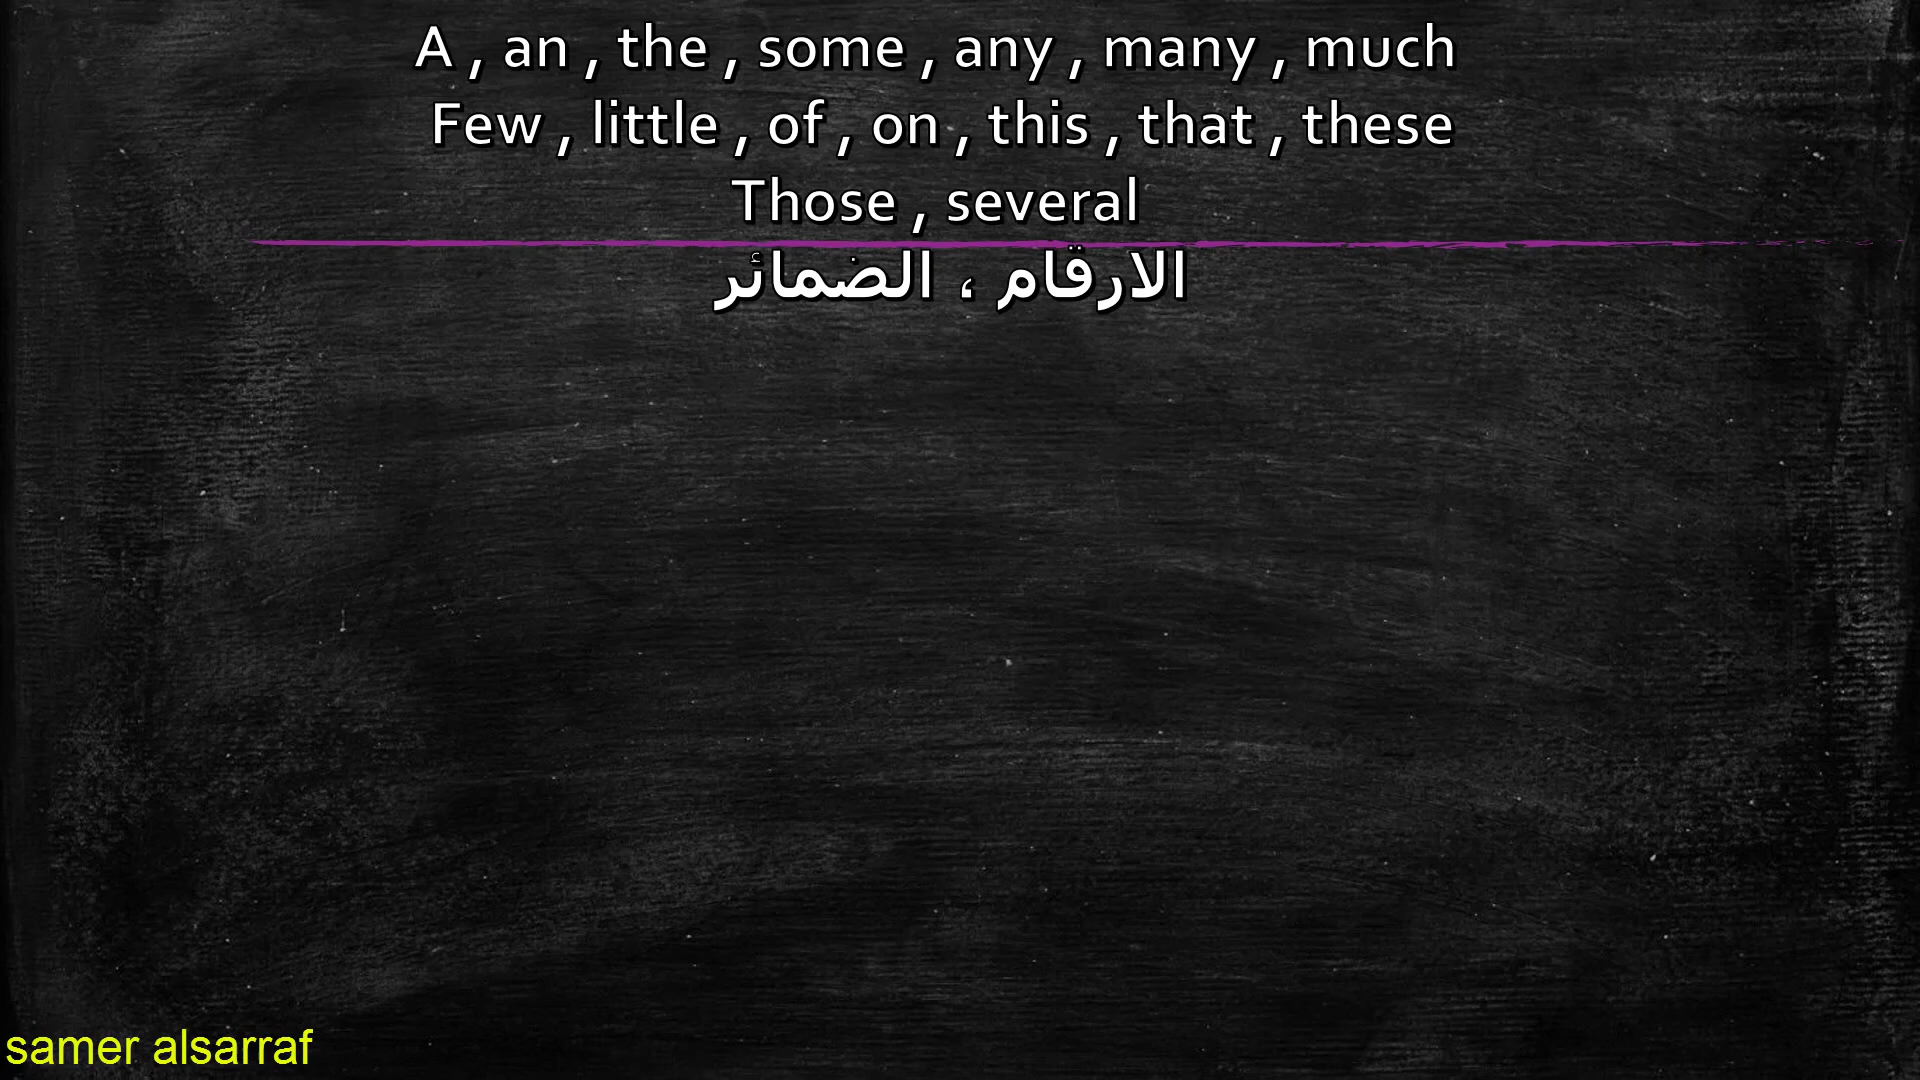 A , an , the , some , any , many , much
Few , little , of , on , this , that , these
Those , several
الارقام ، الضمائر
samer alsarraf